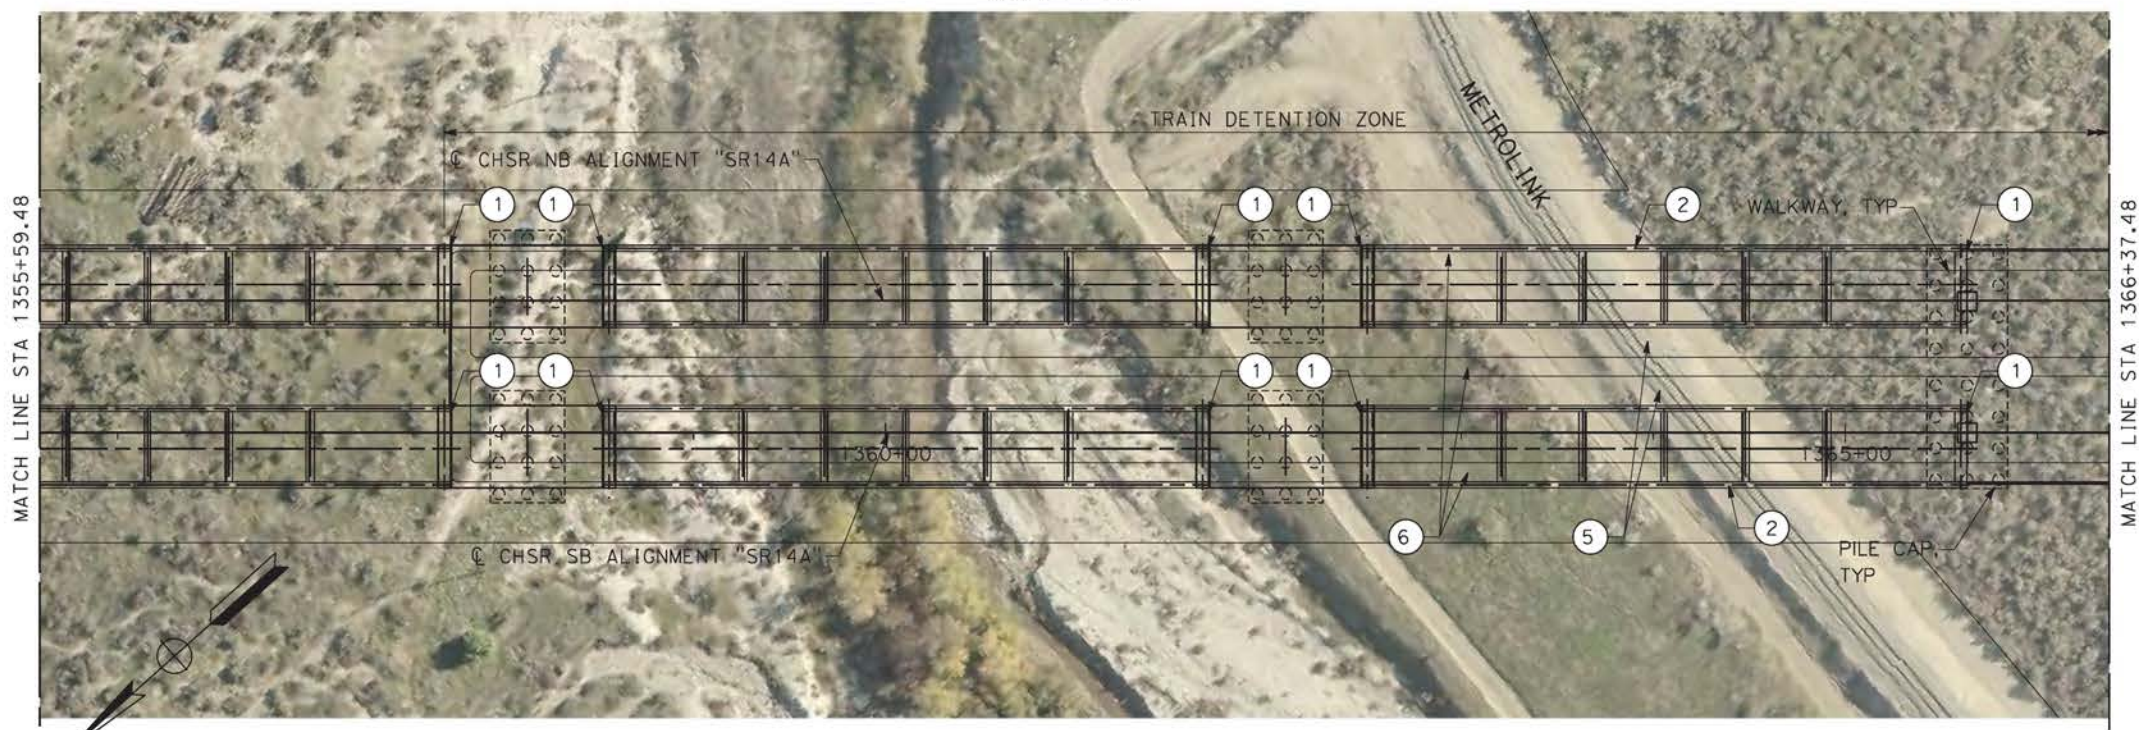 TRAIN DETENTION ZONE
METROLINK
℄ CHSR NB ALIGNMENT "SR14A"
1
1
1
1
2
WALKWAY, TYP
1
MATCH LINE STA 1355+59.48
MATCH LINE STA 1366+37.48
1
1
1
1
1
1360+00
1365+00
6
5
2
℄ CHSR SB ALIGNMENT "SR14A"
PILE CAP,
TYP